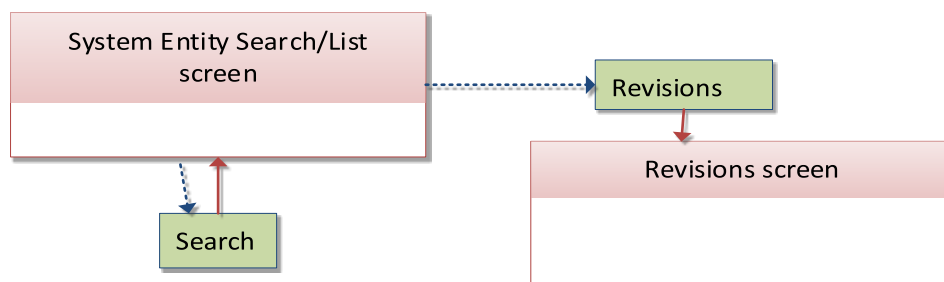 System Entity Search/List
screen
Revisions
Revisions screen
Search